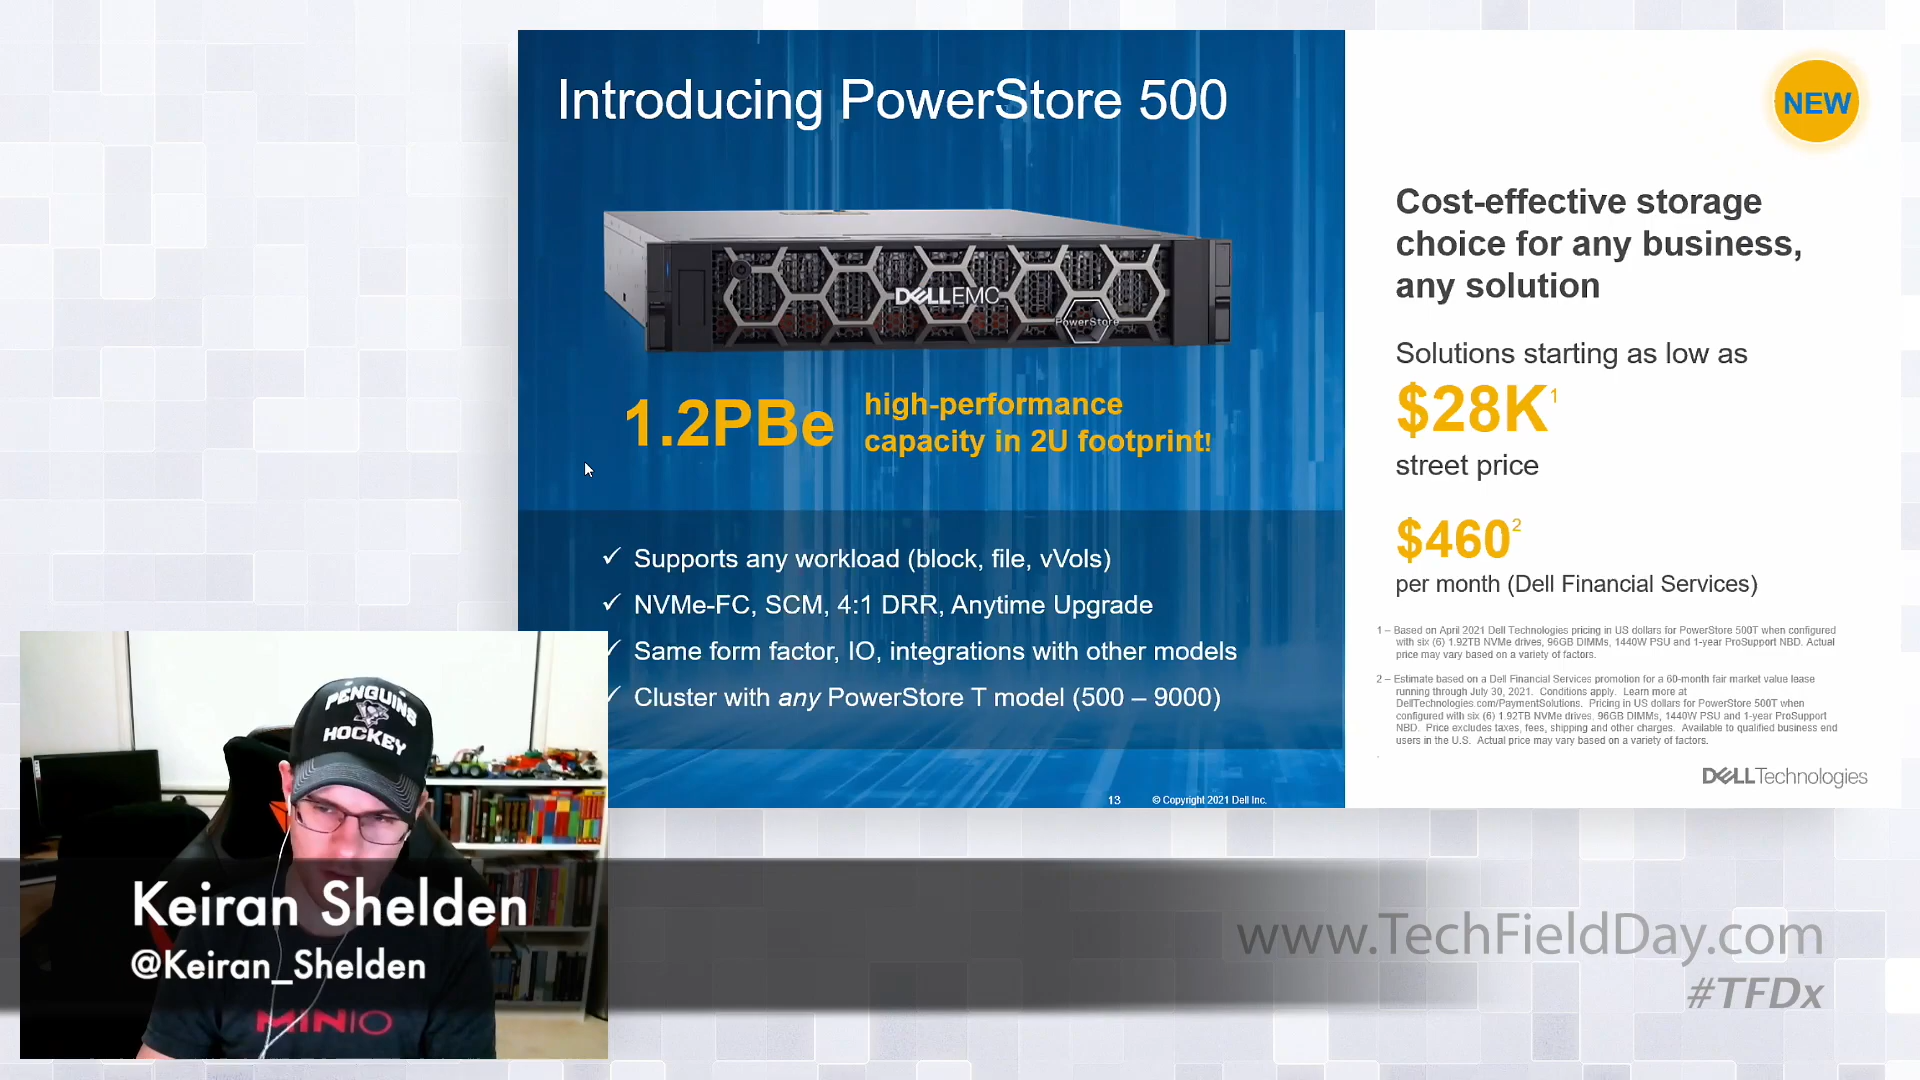 Introducing PowerStore 500
NEW
DELLEMC
PowerStore
1.2PBe
high-performance
capacity in 2U footprint!
✓ Supports any workload (block, file, vVols)
✓ NVMe-FC, SCM, 4:1 DRR, Anytime Upgrade
✓ Same form factor, IO, integrations with other models
✓ Cluster with any PowerStore T model (500 – 9000)
13
© Copyright 2021 Dell Inc.
Cost-effective storage
choice for any business,
any solution
Solutions starting as low as
$28K1
street price
$4602
per month (Dell Financial Services)
1 – Based on April 2021 Dell Technologies pricing in US dollars for PowerStore 500T when configured
with six (6) 1.92TB NVMe drives, 96GB DIMMs, 1440W PSU and 1-year ProSupport NBD. Actual
price may vary based on a variety of factors.
2 – Estimate based on a Dell Financial Services promotion for a 60-month fair market value lease
running through July 30, 2021. Conditions apply. Learn more at
DellTechnologies.com/PaymentSolutions. Pricing in US dollars for PowerStore 500T when
configured with six (6) 1.92TB NVMe drives, 96GB DIMMs, 1440W PSU and 1-year ProSupport
NBD. Price excludes taxes, fees, shipping and other charges. Available to qualified business end
users in the U.S. Actual price may vary based on a variety of factors.
DELLTechnologies
PENGUINS
HOCKEY
Keiran Shelden
@Keiran_Shelden
MINIO
www.TechFieldDay.com
#TFDx